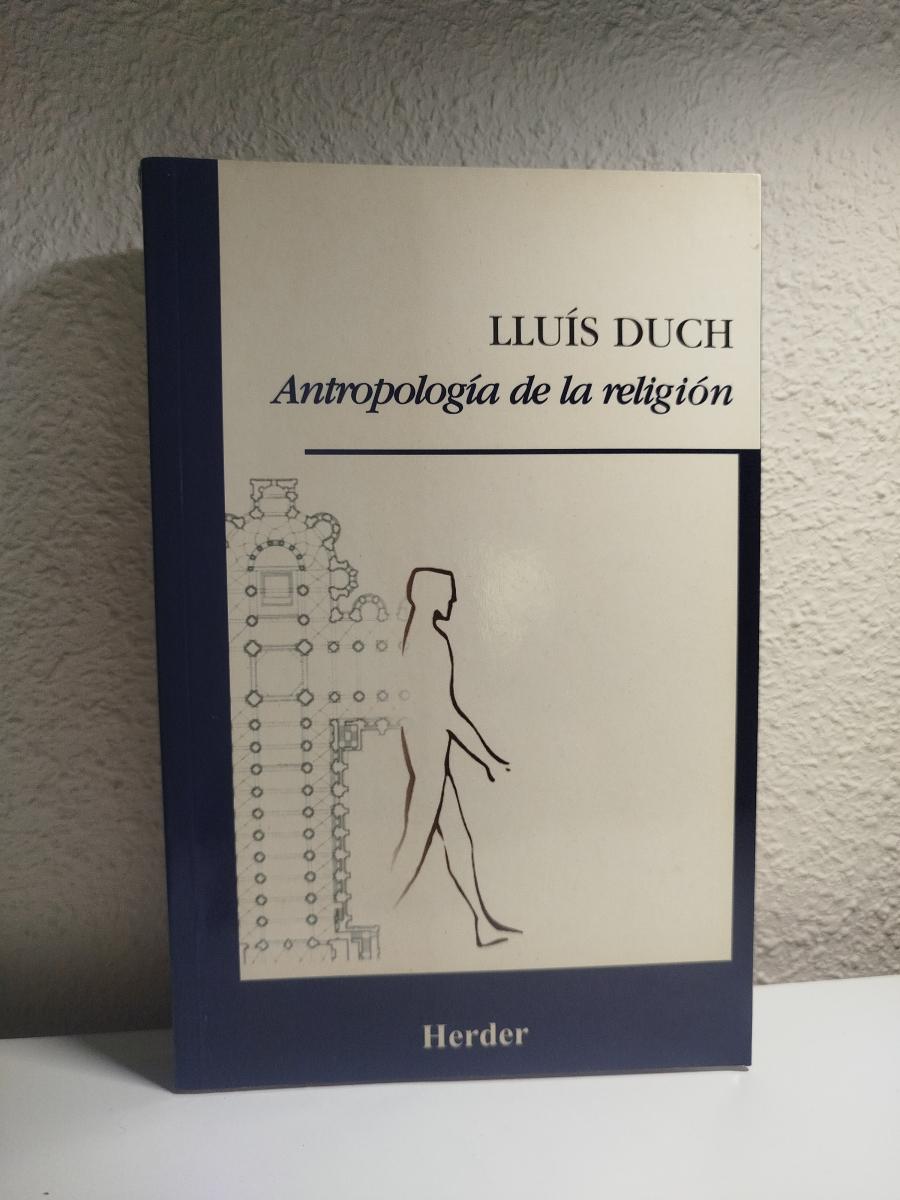 LLUÍS DUCH
Antropología de la religión
Herder